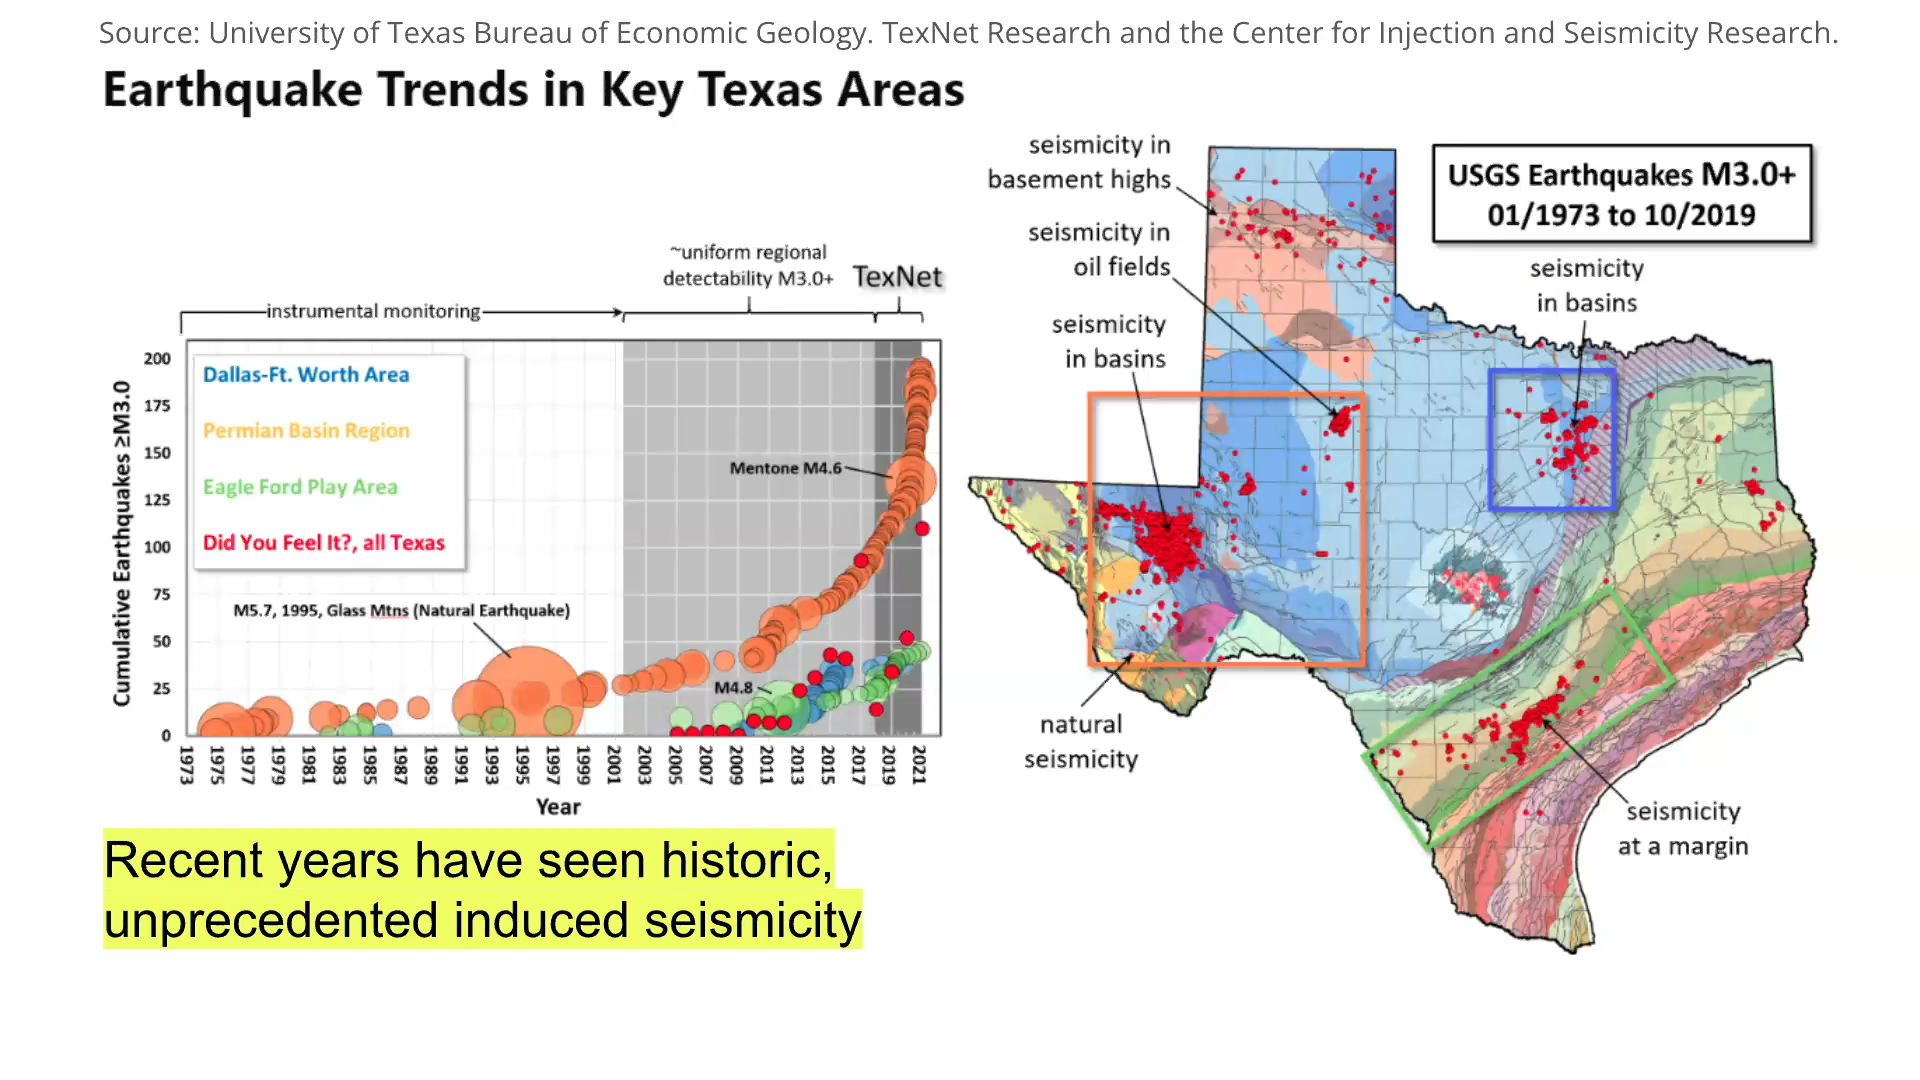 Source: University of Texas Bureau of Economic Geology. TexNet Research and the Center for Injection and Seismicity Research.
Earthquake Trends in Key Texas Areas
~uniform regional
detectability M3.0+
TexNet
instrumental monitoring
Cumulative Earthquakes ≥M3.0
200
175
150
125
100
75
50
25
0
Dallas-Ft. Worth Area
Permian Basin Region
Eagle Ford Play Area
Did You Feel It?, all Texas
Mentone M4.6
M5.7, 1995, Glass Mtns (Natural Earthquake)
M4.8
1973
1975
1977
1979
1981
1983
1985
1987
1989
1991
1993
1995
1997
1999
2001
2003
2005
2007
2009
2011
2013
2015
2017
2019
2021
Year
Recent years have seen historic,
unprecedented induced seismicity
seismicity in
basement highs
seismicity in
oil fields
seismicity
in basins
USGS Earthquakes M3.0+
01/1973 to 10/2019
seismicity
in basins
natural
seismicity
seismicity
at a margin